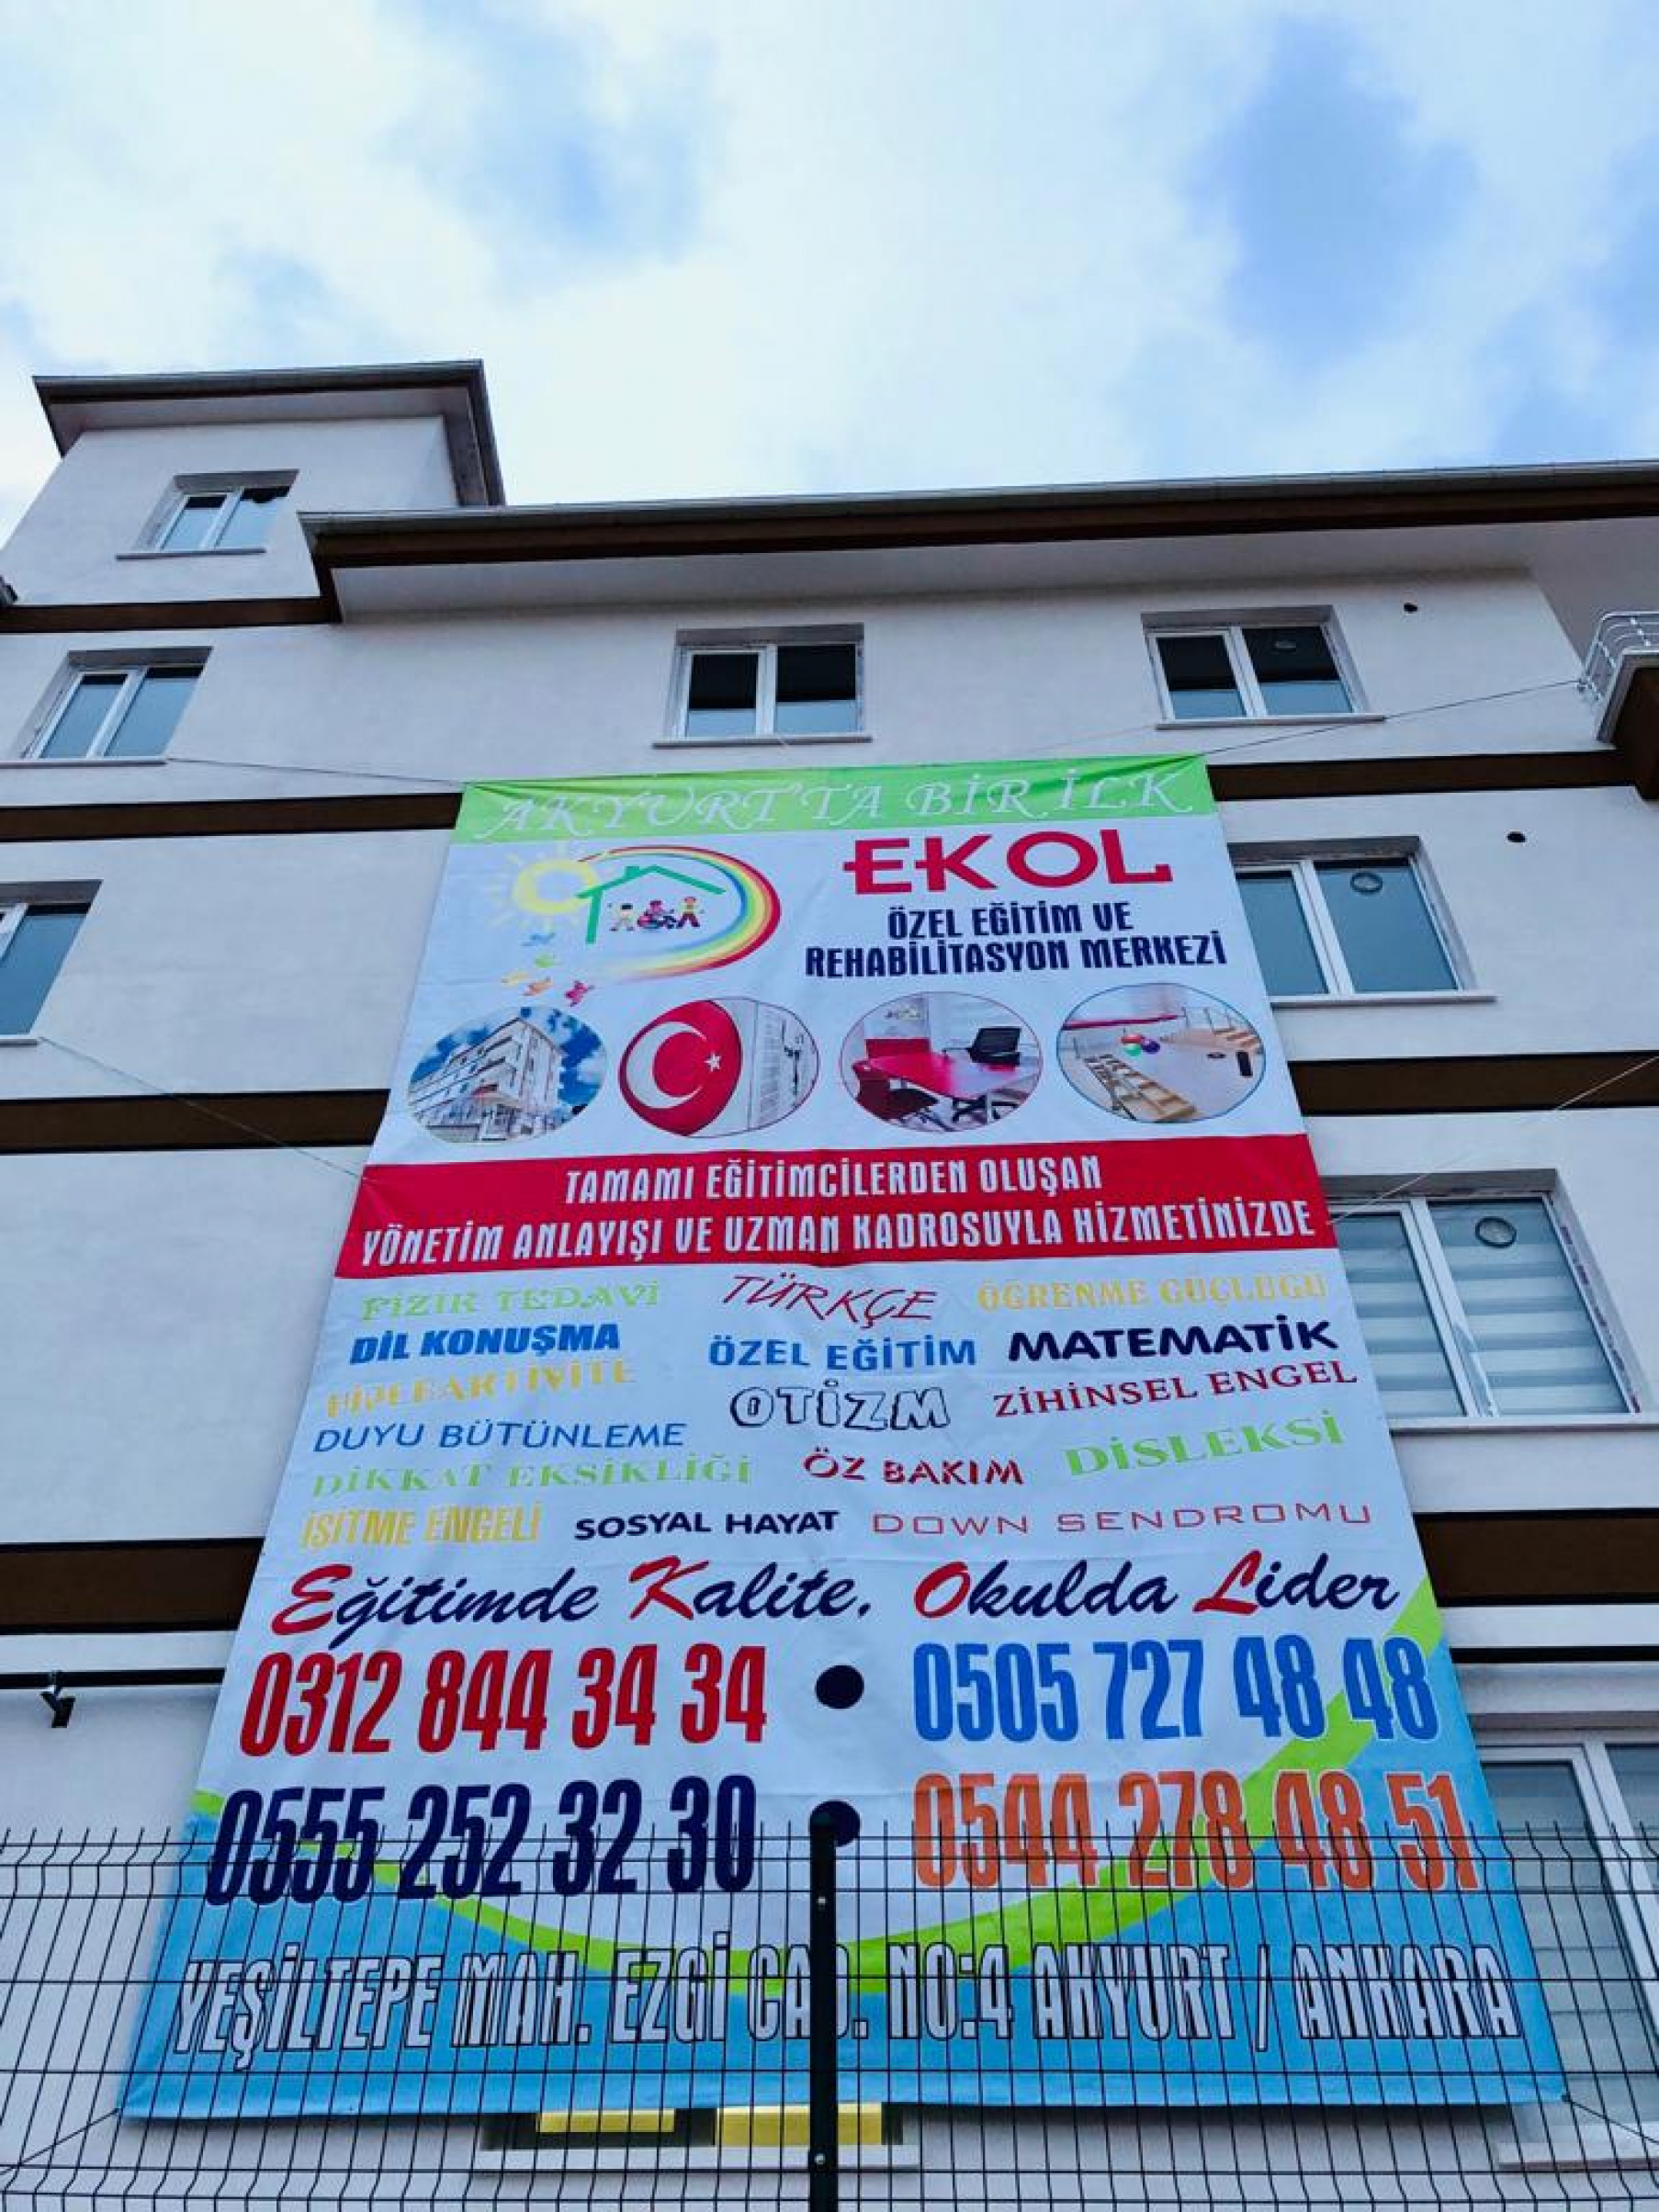 AKYURT'TA BİR İLK
EKOL
ÖZEL EĞİTİM VE
REHABİLİTASYON MERKEZİ
TAMAMI EĞİTİMCİLERDEN OLUŞAN
YÖNETİM ANLAYIŞI VE UZMAN KADROSUYLA HİZMETİNİZDE
FİZİK TEDAVİ TÜRKÇE ÖĞRENME GÜÇLÜĞÜ
DİL KONUŞMA ÖZEL EĞİTİM MATEMATİK
HİPERAKTİVİTE OTİZM ZİHİNSEL ENGEL
DUYU BÜTÜNLEME
DİKKAT EKSİKLİĞİ ÖZ BAKIM DİSLEKSİ
İŞİTME ENGELİ SOSYAL HAYAT DOWN SENDROMU
Eğitimde Kalite, Okulda Lider
0312 844 34 34 • 0505 727 48 48
0555 252 32 30 • 0544 278 48 51
YEŞİLTEPE MAH. EZGİ CAD. NO:4 AKYURT / ANKARA